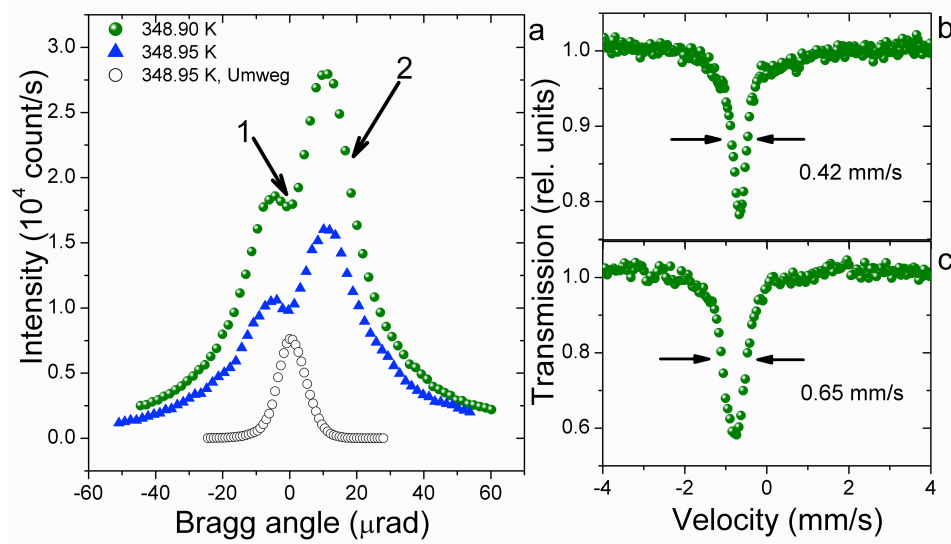 a
348.90 K
348.95 K
348.95 K, Umweg
1
2
3.0
2.5
2.0
1.5
1.0
0.5
0.0
Intensity (10⁴ count/s)
-60 -40 -20 0 20 40 60
Bragg angle (μrad)
b
1.0
0.9
0.8
0.42 mm/s
c
1.0
0.8
0.6
0.65 mm/s
Transmission (rel. units)
-4 -2 0 2 4
Velocity (mm/s)